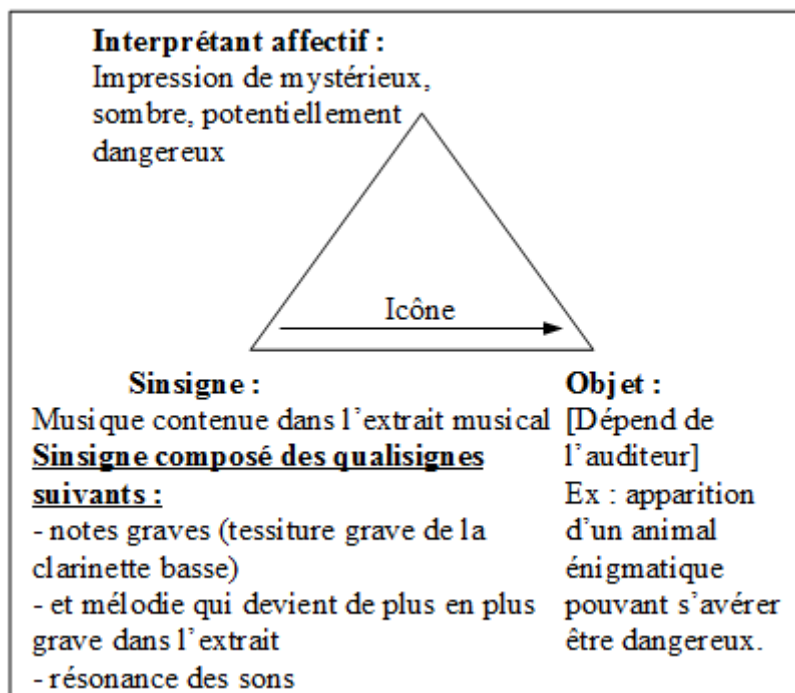 Interprétant affectif :
Impression de mystérieux,
sombre, potentiellement
dangereux
Icône
Sinsigne :
Musique contenue dans l’extrait musical
Sinsigne composé des qualisignes
suivants :
- notes graves (tessiture grave de la
clarinette basse)
- et mélodie qui devient de plus en plus
grave dans l’extrait
- résonance des sons
Objet :
[Dépend de
l’auditeur]
Ex : apparition
d’un animal
énigmatique
pouvant s’avérer
être dangereux.